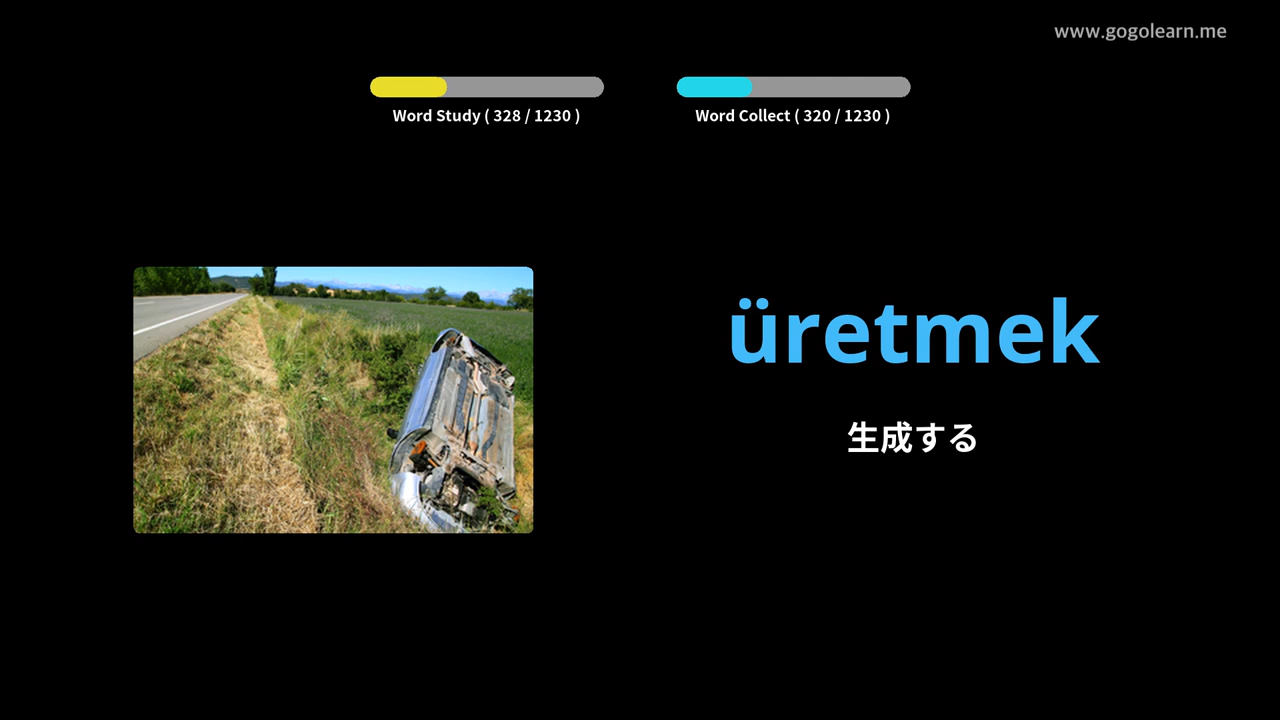 www.gogolearn.me
Word Study ( 328 / 1230 )
Word Collect ( 320 / 1230 )
üretmek
生成する